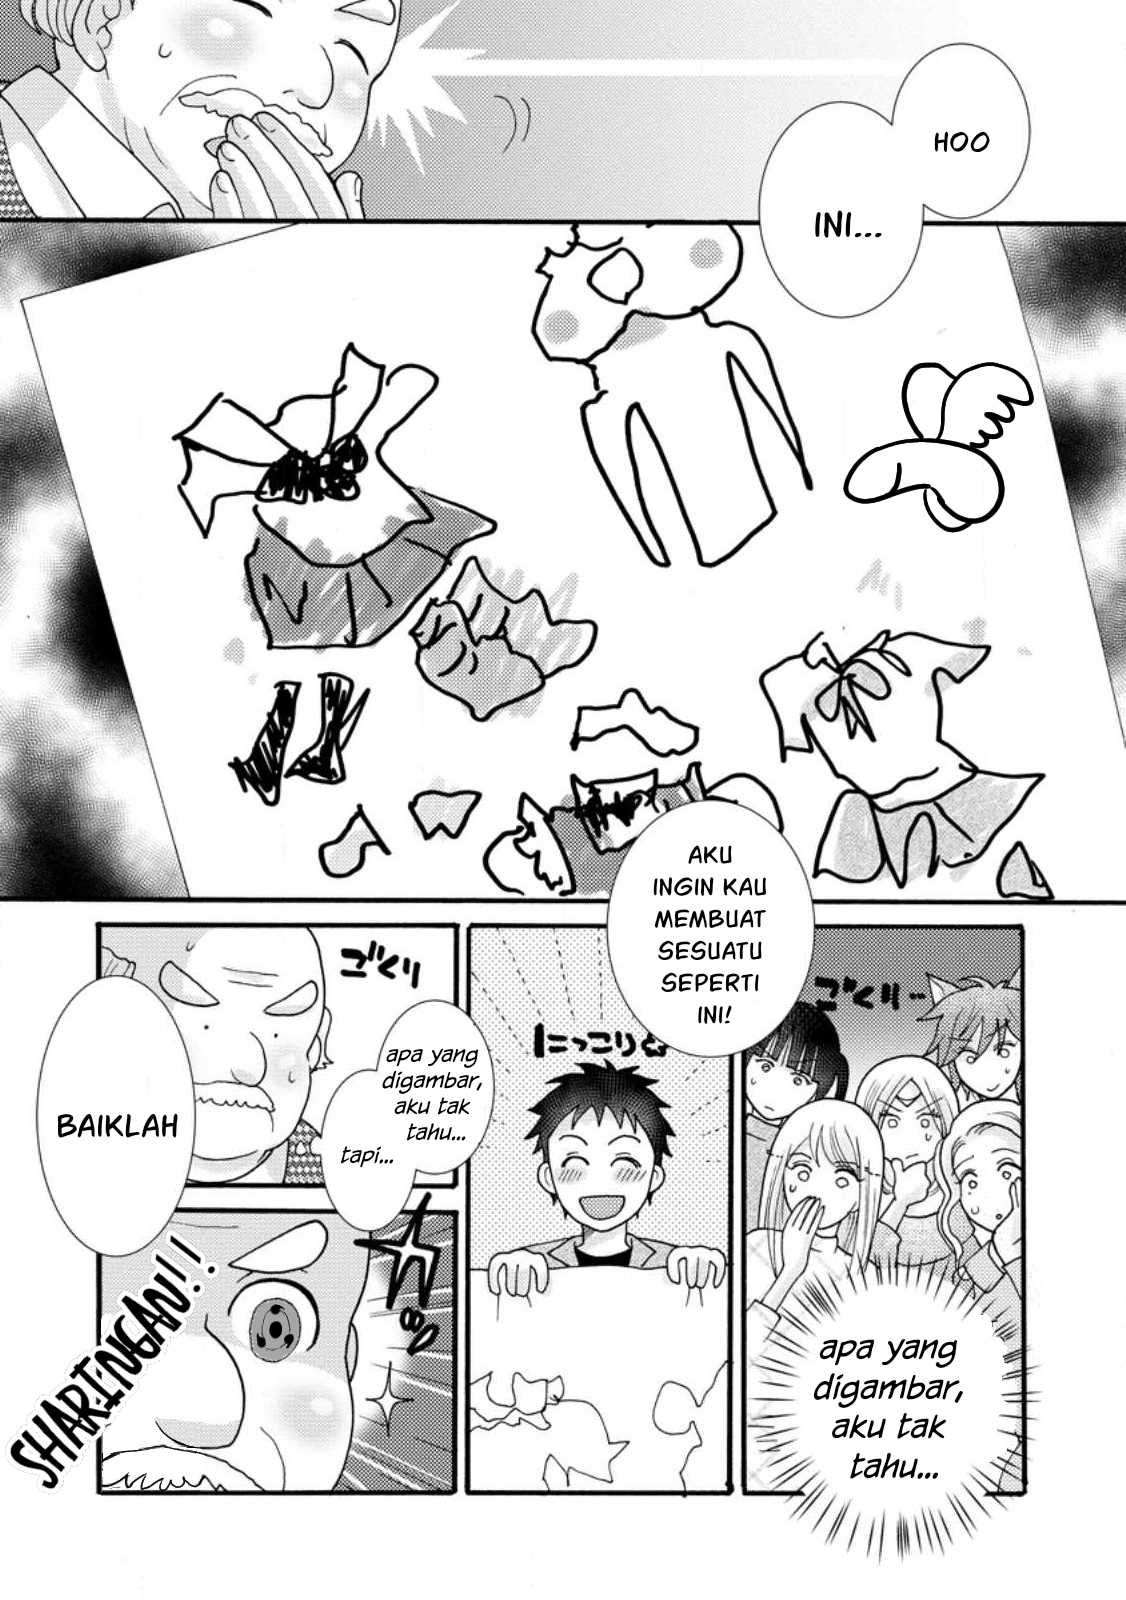 HOO
INI...
AKU
INGIN KAU
MEMBUAT
SESUATU
SEPERTI
INI!
ごくり…
apa yang
digambar,
aku tak
tahu...
にっこり☆
ごくり
apa yang
digambar,
aku tak
tahu...
tapi...
BAIKLAH
SHARINGAN!!